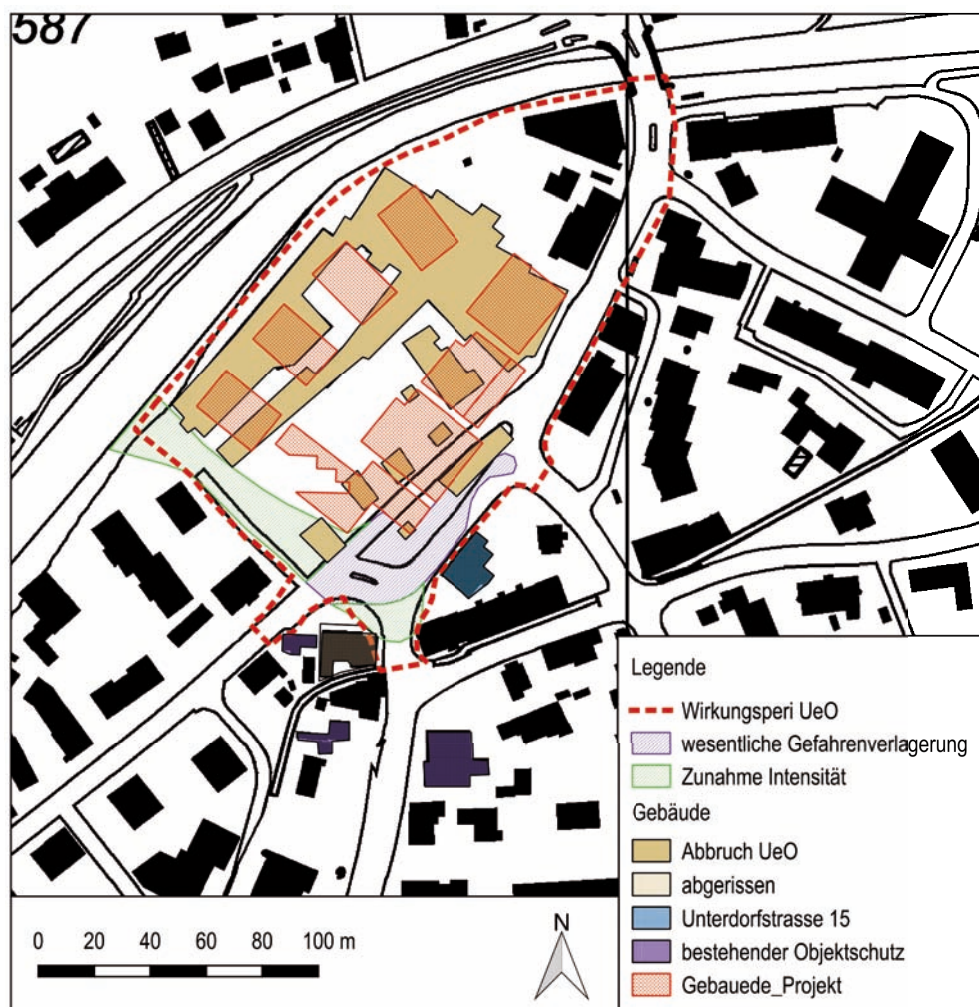 587
Legende
Wirkungsperi UeO
wesentliche Gefahrenverlagerung
Zunahme Intensität
Gebäude
Abbruch UeO
abgerissen
Unterdorfstrasse 15
bestehender Objektschutz
Gebauede_Projekt
0 20 40 60 80 100 m
N